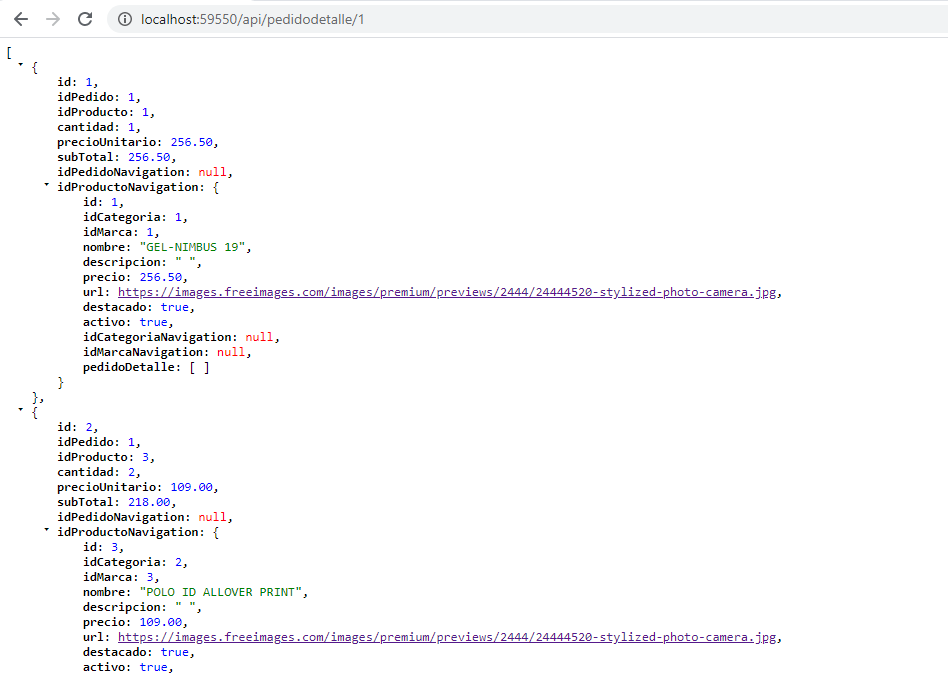 localhost:59550/api/pedidodetalle/1
[
{
id: 1,
idPedido: 1,
idProducto: 1,
cantidad: 1,
precioUnitario: 256.50,
subTotal: 256.50,
idPedidoNavigation: null,
idProductoNavigation: {
id: 1,
idCategoria: 1,
idMarca: 1,
nombre: "GEL-NIMBUS 19",
descripcion: " ",
precio: 256.50,
url: https://images.freeimages.com/images/premium/previews/2444/24444520-stylized-photo-camera.jpg,
destacado: true,
activo: true,
idCategoriaNavigation: null,
idMarcaNavigation: null,
pedidoDetalle: [ ]
}
},
{
id: 2,
idPedido: 1,
idProducto: 3,
cantidad: 2,
precioUnitario: 109.00,
subTotal: 218.00,
idPedidoNavigation: null,
idProductoNavigation: {
id: 3,
idCategoria: 2,
idMarca: 3,
nombre: "POLO ID ALLOVER PRINT",
descripcion: " ",
precio: 109.00,
url: https://images.freeimages.com/images/premium/previews/2444/24444520-stylized-photo-camera.jpg,
destacado: true,
activo: true,